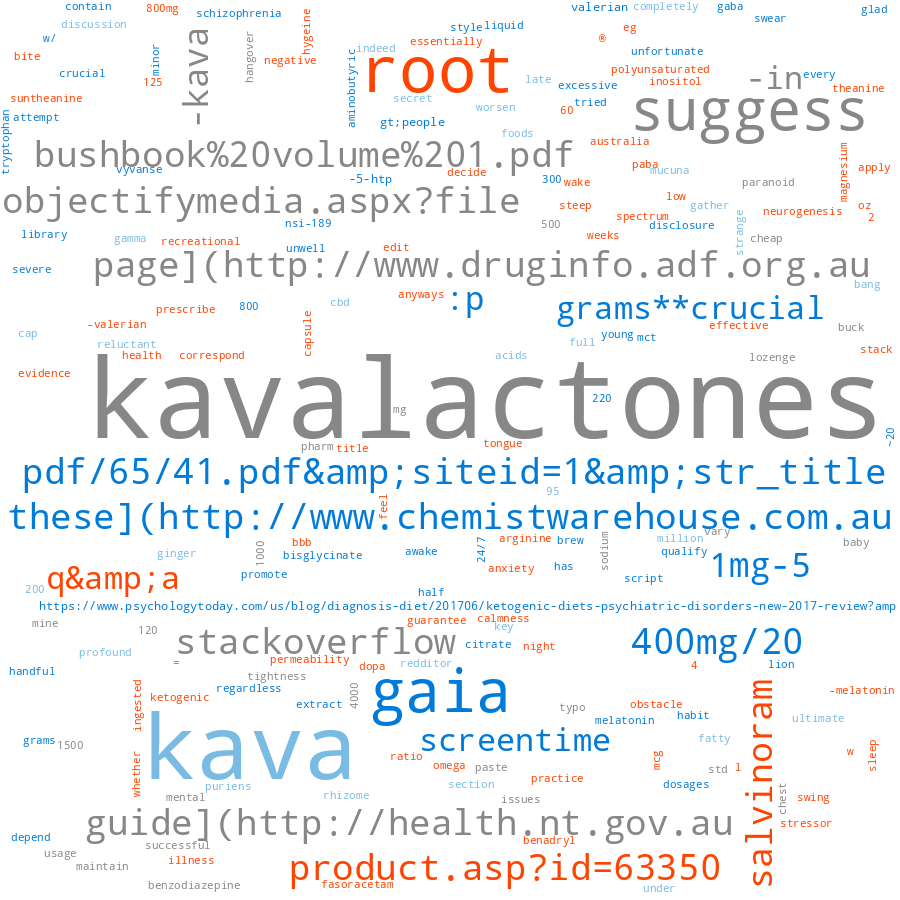 contain 800mg valerian completely gaba glad
schizophrenia swear
discussion hygeine style liquid eg
w/ -kava hangover essentially ®
bite minor indeed unfortunate
negative root
crucial polyunsaturated -in every
125 late excessive inositol theanine
suntheanine aminobutyric secret worsen tried suggess
attempt gt;people 60
tryptophan foods australia
bushbook%20volume%201.pdf paba magnesium apply
vyvanse decide mucuna
-5-htp 300 wake paranoid
objectifymedia.aspx?file steep low gather oz
nsi-189 500 spectrum neurogenesis 2
library disclosure strange
gamma recreational unwell edit weeks cheap
severe page](http://www.druginfo.adf.org.au
bang
prescribe 800 cbd anyways :p grams**crucial
cap -valerian capsule young mct effective buck
reluctant full
health correspond acids lozenge stack
evidence kavalactones
mg 220
pharm title tongue ~20
pdf/65/41.pdf&amp;siteid=1&amp;str_title
95
these](http://www.chemistwarehouse.com.au
feel
bbb arginine brew sodium million vary
ginger 1000 bisglycinate awake 24/7 qualify baby
q&amp;a promote anxiety has script 1mg-5
200 half
https://www.psychologytoday.com/us/blog/diagnosis-diet/201706/ketogenic-diets-psychiatric-disorders-new-2017-review?amp
mine guarantee calmness
120 key
profound stackoverflow citrate night 400mg/20
= permeability dopa redditor 4 lion
handful tightness
ingested ketogenic regardless 4000 gaia -melatonin
extract typo obstacle
melatonin habit salvinoram ultimate
grams 1500 kava screentime fatty
whether ratio mcg w sleep
omega paste std l
puriens section practice dosages chest
mental rhizome issues swing
guide](http://health.nt.gov.au stressor
depend successful benadryl
usage illness
maintain product.asp?id=63350
benzodiazepine fasoracetam under